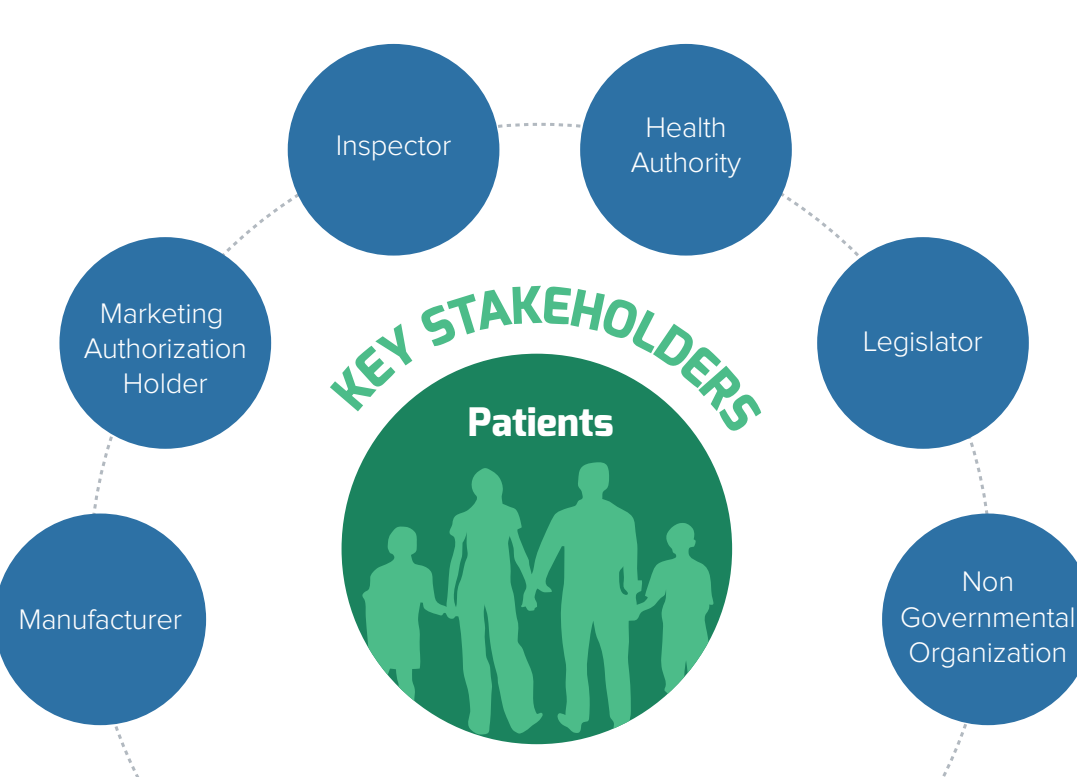 Inspector
Health
Authority
Marketing
Authorization
Holder
Legislator
KEY STAKEHOLDERS
Patients
Manufacturer
Non
Governmental
Organization